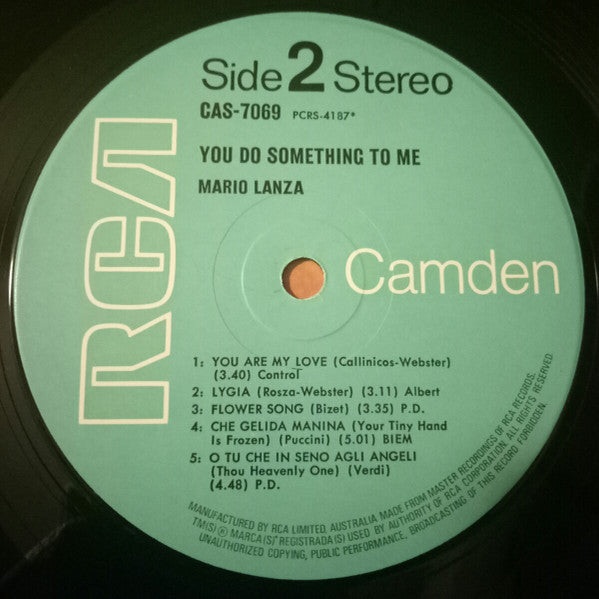 Side 2 Stereo
CAS-7069 PCRS-4187*
YOU DO SOMETHING TO ME
MARIO LANZA
RCA
Camden
1: YOU ARE MY LOVE (Callinicos-Webster)
(3.40) Control
2: LYGIA (Rosza-Webster) (3.11) Albert
3: FLOWER SONG (Bizet) (3.35) P.D.
4: CHE GELIDA MANINA (Your Tiny Hand
Is Frozen) (Puccini) (5.01) BIEM
5: O TU CHE IN SENO AGLI ANGELI
(Thou Heavenly One) (Verdi)
(4.48) P.D.
MANUFACTURED BY RCA LIMITED, AUSTRALIA MADE FROM MASTER RECORDINGS OF RCA RECORDS.
TM(S) ® MARCA(S) REGISTRADA(S) USED BY AUTHORITY OF RCA CORPORATION. ALL RIGHTS RESERVED.
UNAUTHORIZED COPYING, PUBLIC PERFORMANCE, BROADCASTING OF THIS RECORD FORBIDDEN.